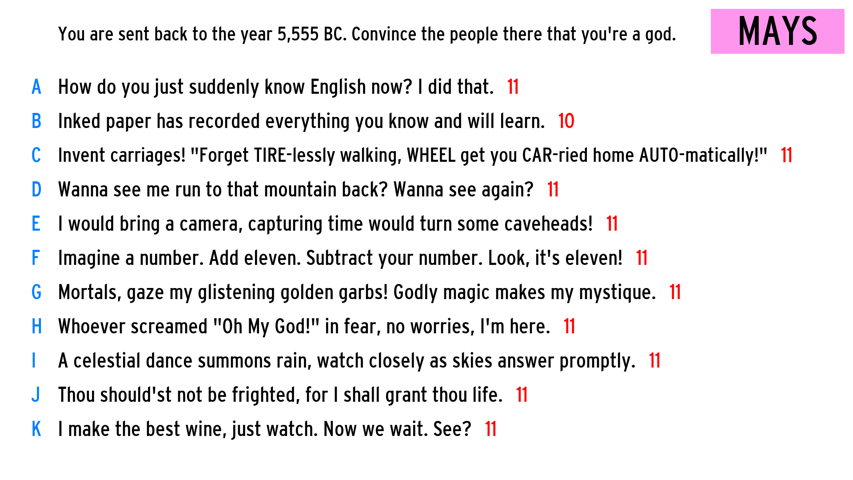 You are sent back to the year 5,555 BC. Convince the people there that you're a god.
MAYS
A How do you just suddenly know English now? I did that. 11
B Inked paper has recorded everything you know and will learn. 10
C Invent carriages! "Forget TIRE-lessly walking, WHEEL get you CAR-ried home AUTO-matically!" 11
D Wanna see me run to that mountain back? Wanna see again? 11
E I would bring a camera, capturing time would turn some caveheads! 11
F Imagine a number. Add eleven. Subtract your number. Look, it's eleven! 11
G Mortals, gaze my glistening golden garbs! Godly magic makes my mystique. 11
H Whoever screamed "Oh My God!" in fear, no worries, I'm here. 11
I A celestial dance summons rain, watch closely as skies answer promptly. 11
J Thou should'st not be frighted, for I shall grant thou life. 11
K I make the best wine, just watch. Now we wait. See? 11